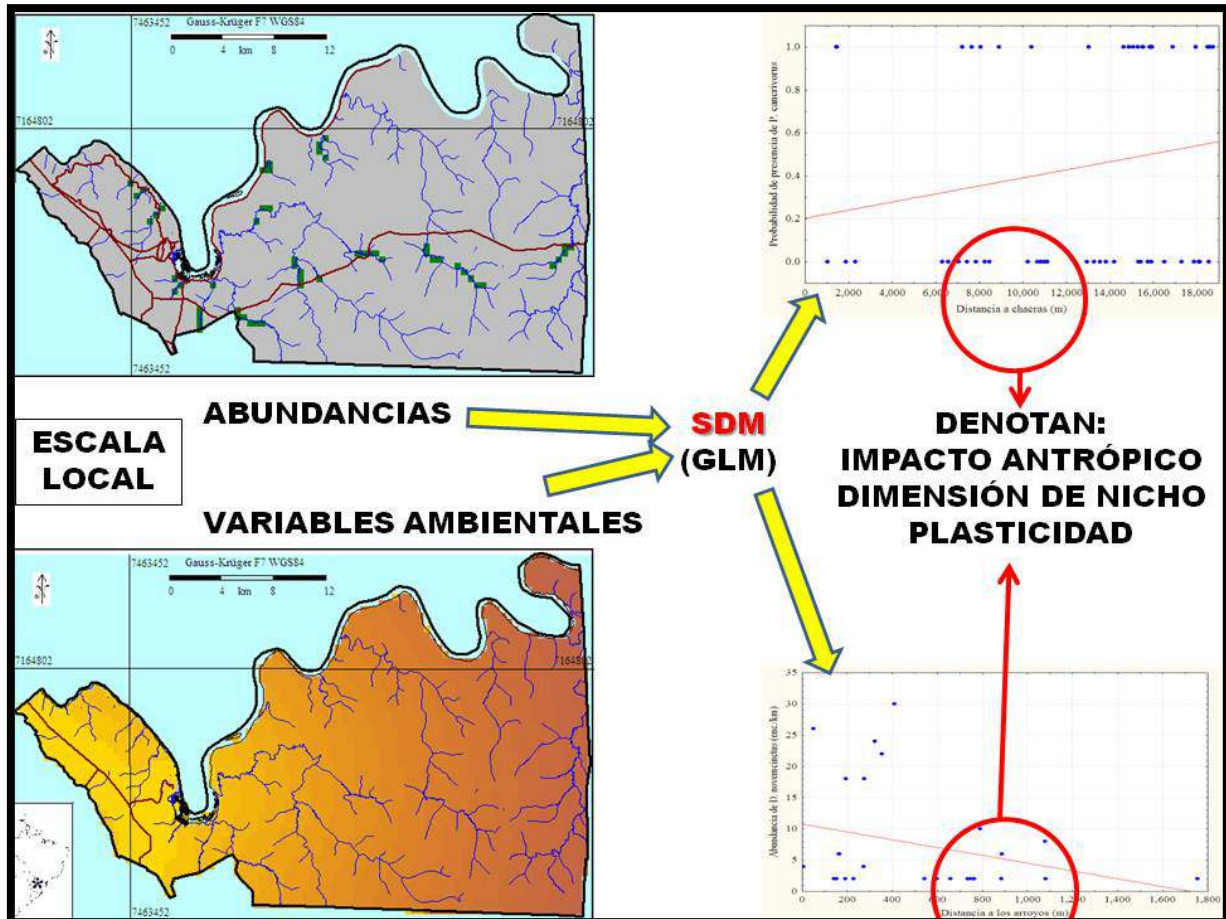 7463452
Gauss-Krüger F7 WGS84
0 4 km 8 12
7164802
7164802
7463452
Probabilidad de presencia de P. cancrivorus
1.0
0.8
0.6
0.4
0.2
0.0
0 2,000 4,000 6,000 8,000 10,000 12,000 14,000 16,000 18,000
Distancia a chacras (m)
ESCALA
LOCAL
ABUNDANCIAS
VARIABLES AMBIENTALES
SDM
(GLM)
DENOTAN:
IMPACTO ANTRÓPICO
DIMENSIÓN DE NICHO
PLASTICIDAD
7463452
Gauss-Krüger F7 WGS84
0 4 km 8 12
7164802
7164802
Abundancia de D. novemcinctus (enc./km)
35
30
25
20
15
10
5
0
0 200 400 600 800 1,000 1,200 1,400 1,600 1,800
Distancia a los arroyos (m)